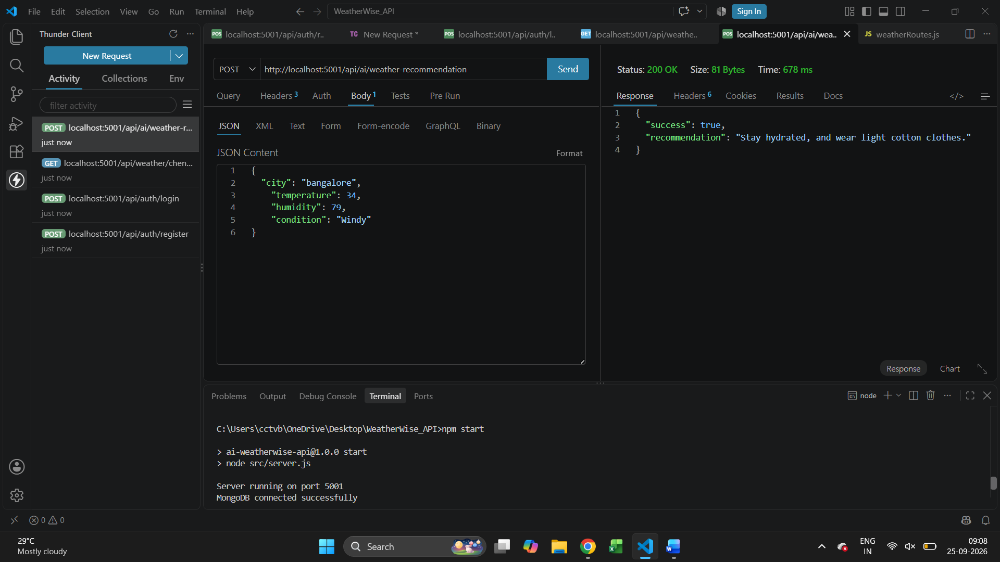 File Edit Selection View Go Run Terminal Help
WeatherWise_API
Sign In
Thunder Client
New Request
Activity Collections Env
filter activity
POST localhost:5001/api/ai/weather-r...
just now
GET localhost:5001/api/weather/chen...
just now
POST localhost:5001/api/auth/login
just now
POST localhost:5001/api/auth/register
just now
POS localhost:5001/api/auth/r.. TC New Request * POS localhost:5001/api/auth/l.. GET localhost:5001/api/weathe.. POS localhost:5001/api/ai/wea.. JS weatherRoutes.js
POST http://localhost:5001/api/ai/weather-recommendation Send
Query Headers 3 Auth Body 1 Tests Pre Run
JSON XML Text Form Form-encode GraphQL Binary
JSON Content Format
1 {
2 "city": "bangalore",
3 "temperature": 34,
4 "humidity": 79,
5 "condition": "Windy"
6 }
Status: 200 OK Size: 81 Bytes Time: 678 ms
Response Headers 6 Cookies Results Docs </>
1 {
2 "success": true,
3 "recommendation": "Stay hydrated, and wear light cotton clothes."
4 }
Response Chart
Problems Output Debug Console Terminal Ports
node
C:\Users\cctvb\OneDrive\Desktop\WeatherWise_API>npm start
> ai-weatherwise-api@1.0.0 start
> node src/server.js
Server running on port 5001
MongoDB connected successfully
0 0
29°C
Mostly cloudy
Search
ENG
IN
09:08
25-09-2026